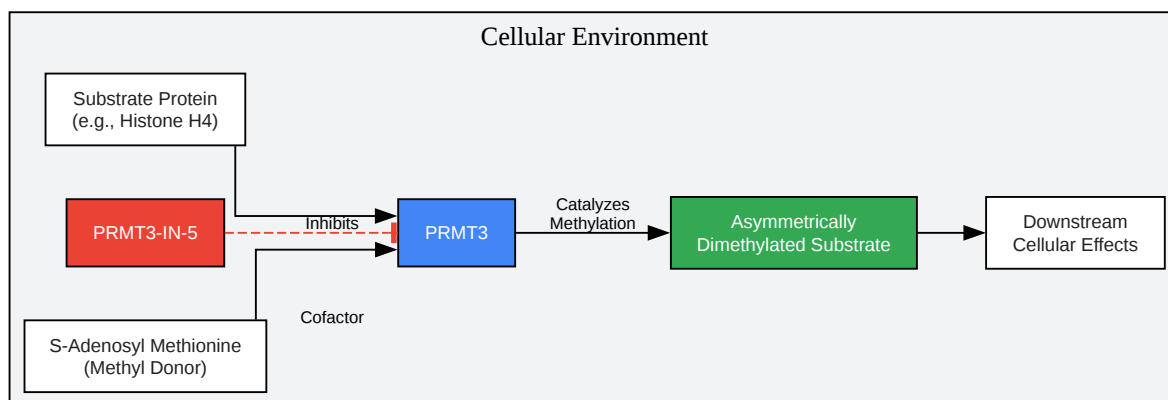 Cellular Environment
Substrate Protein
(e.g., Histone H4)
PRMT3-IN-5
Inhibits
PRMT3
Catalyzes
Methylation
Asymmetrically
Dimethylated Substrate
Downstream
Cellular Effects
Cofactor
S-Adenosyl Methionine
(Methyl Donor)